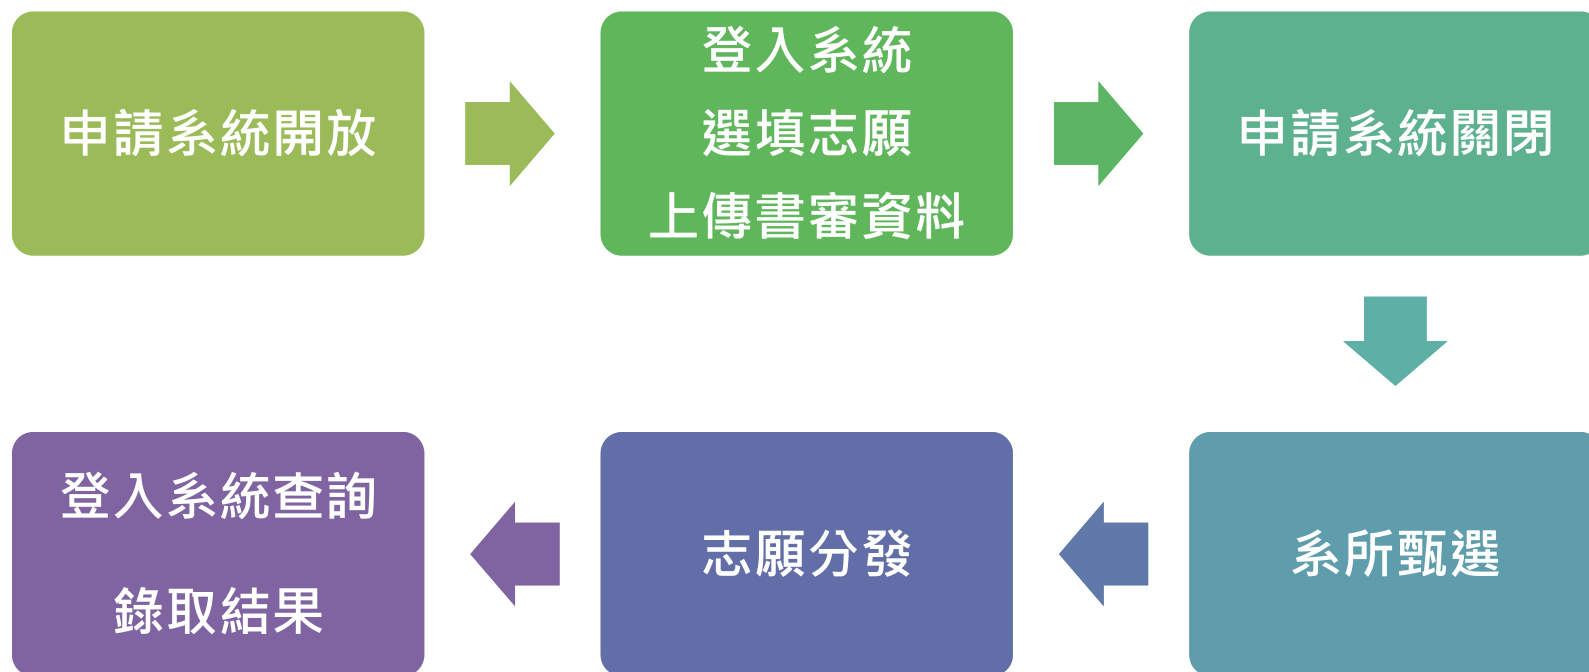 申請系統開放
登入系統
選填志願
上傳書審資料
申請系統關閉
系所甄選
志願分發
登入系統查詢
錄取結果